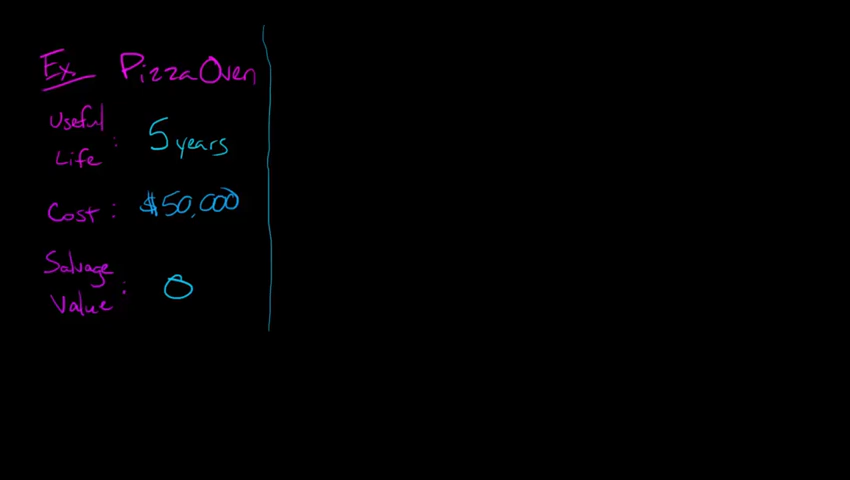 Ex. Pizza Oven
Useful
Life : 5 years
Cost : $50,000
Salvage
Value : 0